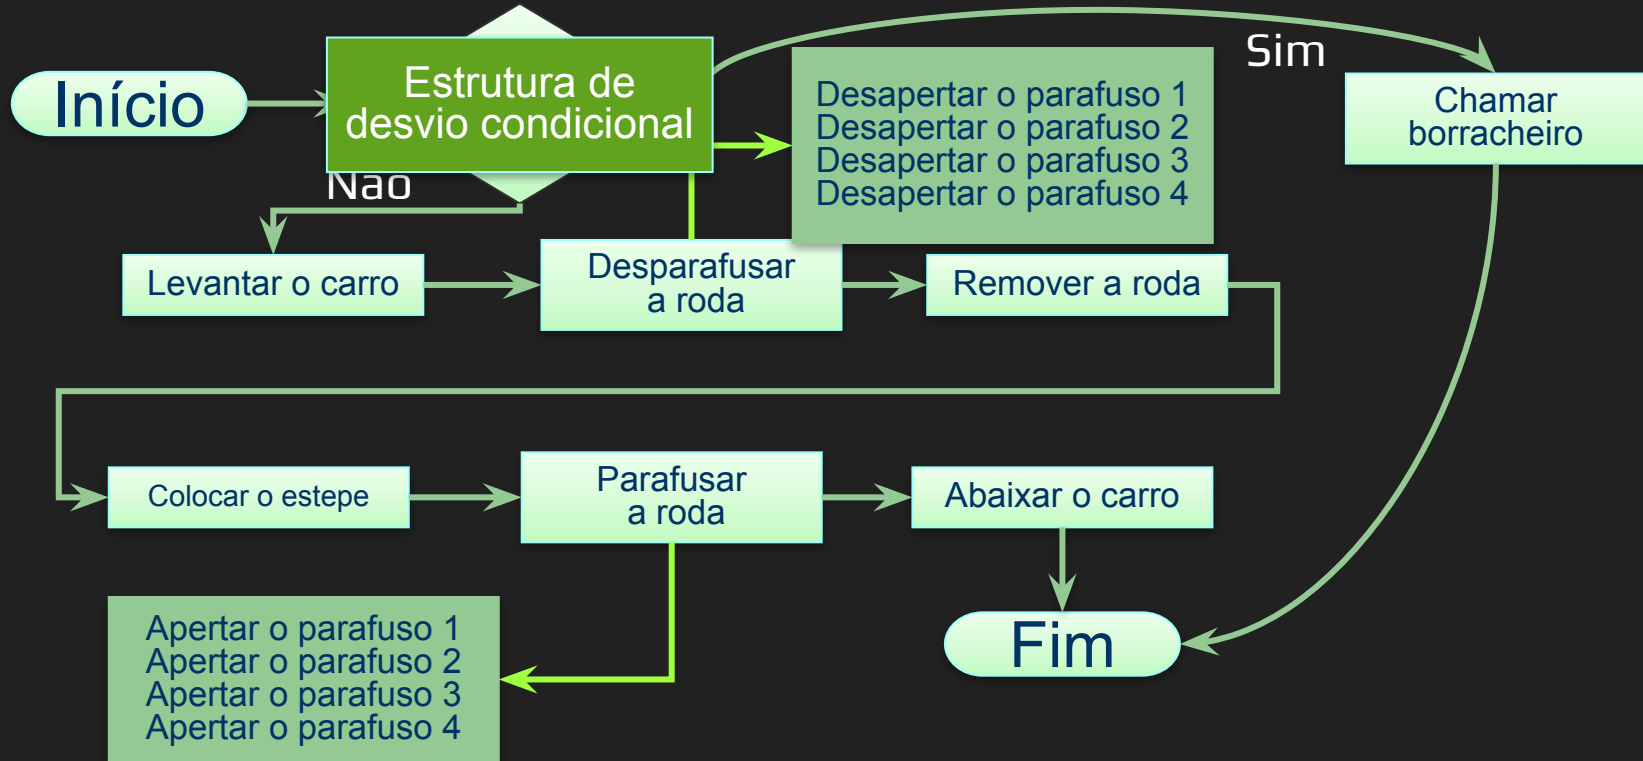 Início
Estrutura de
desvio condicional
Sim
Não
Desapertar o parafuso 1
Desapertar o parafuso 2
Desapertar o parafuso 3
Desapertar o parafuso 4
Chamar
borracheiro
Levantar o carro
Desparafusar
a roda
Remover a roda
Colocar o estepe
Parafusar
a roda
Abaixar o carro
Apertar o parafuso 1
Apertar o parafuso 2
Apertar o parafuso 3
Apertar o parafuso 4
Fim